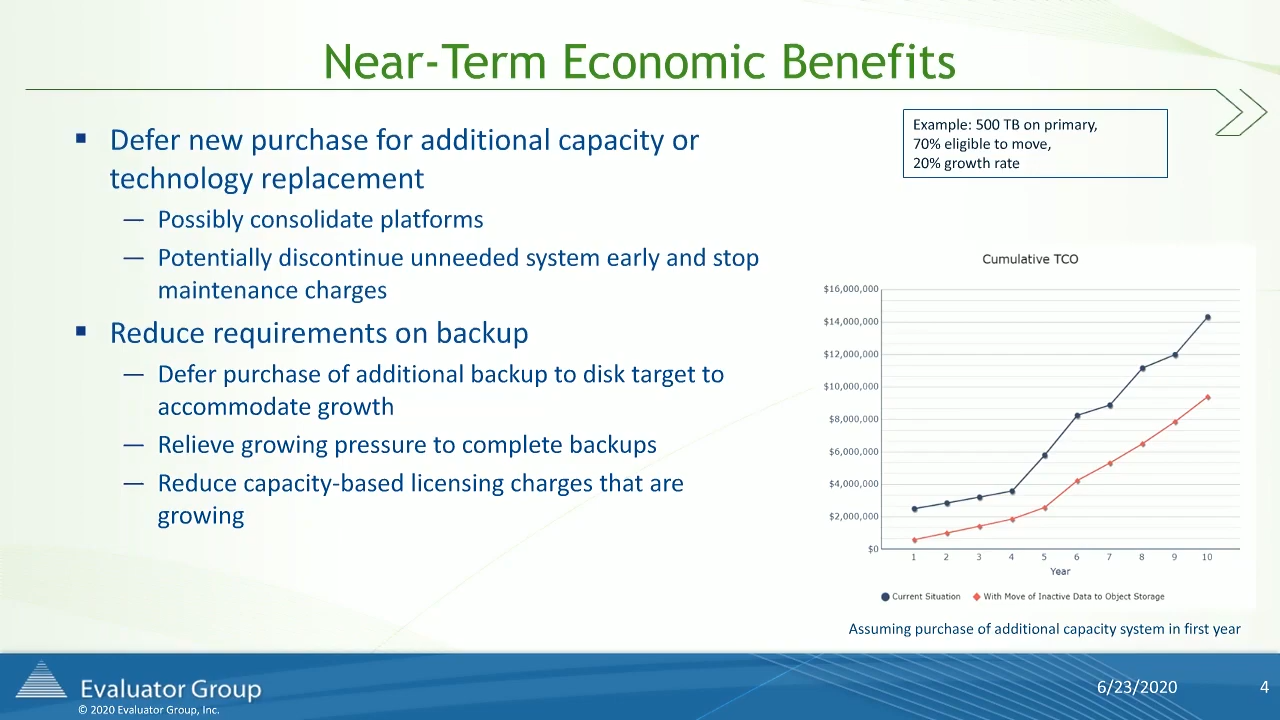 Near-Term Economic Benefits
▪ Defer new purchase for additional capacity or
technology replacement
— Possibly consolidate platforms
— Potentially discontinue unneeded system early and stop
maintenance charges
▪ Reduce requirements on backup
— Defer purchase of additional backup to disk target to
accommodate growth
— Relieve growing pressure to complete backups
— Reduce capacity-based licensing charges that are
growing
Example: 500 TB on primary,
70% eligible to move,
20% growth rate
Cumulative TCO
$16,000,000
$14,000,000
$12,000,000
$10,000,000
$8,000,000
$6,000,000
$4,000,000
$2,000,000
$0
1 2 3 4 5 6 7 8 9 10
Year
Current Situation With Move of Inactive Data to Object Storage
Assuming purchase of additional capacity system in first year
Evaluator Group
© 2020 Evaluator Group, Inc.
6/23/2020 4